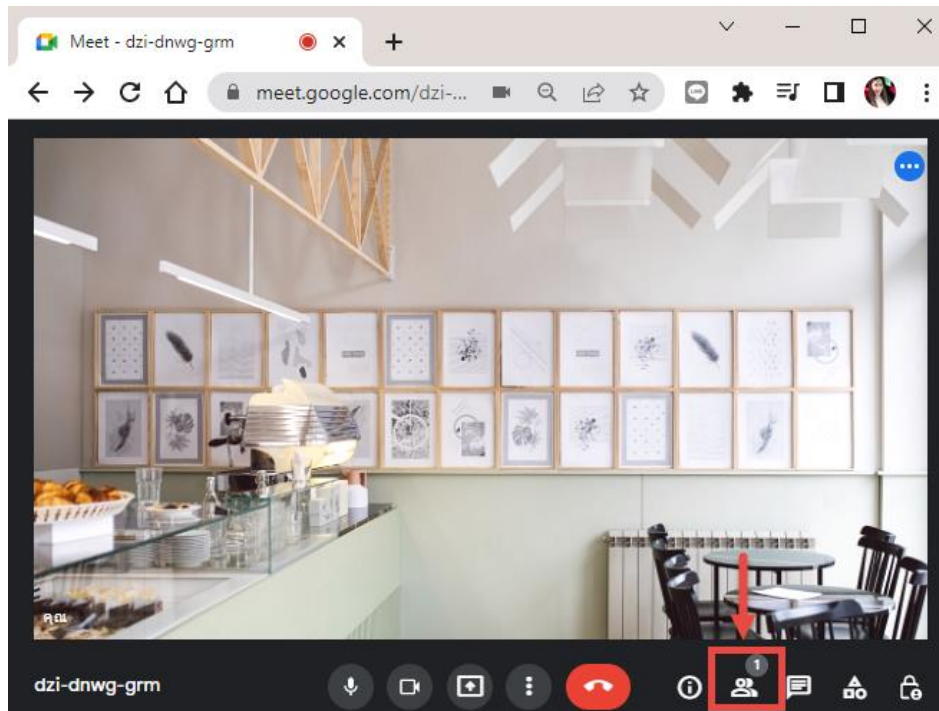 Meet - dzi-dnwg-grm
meet.google.com/dzi-...
คุณ
1
dzi-dnwg-grm